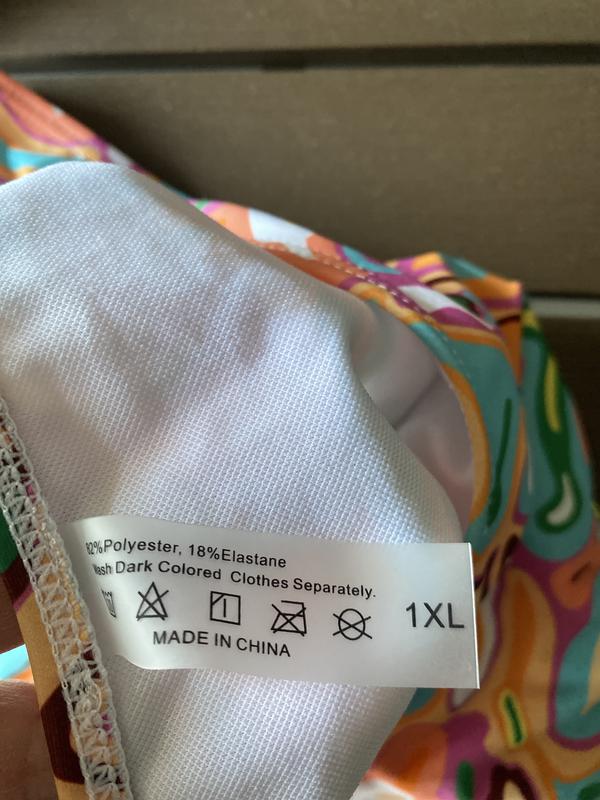 82%Polyester, 18%Elastane
Wash Dark Colored Clothes Separately.
1XL
MADE IN CHINA